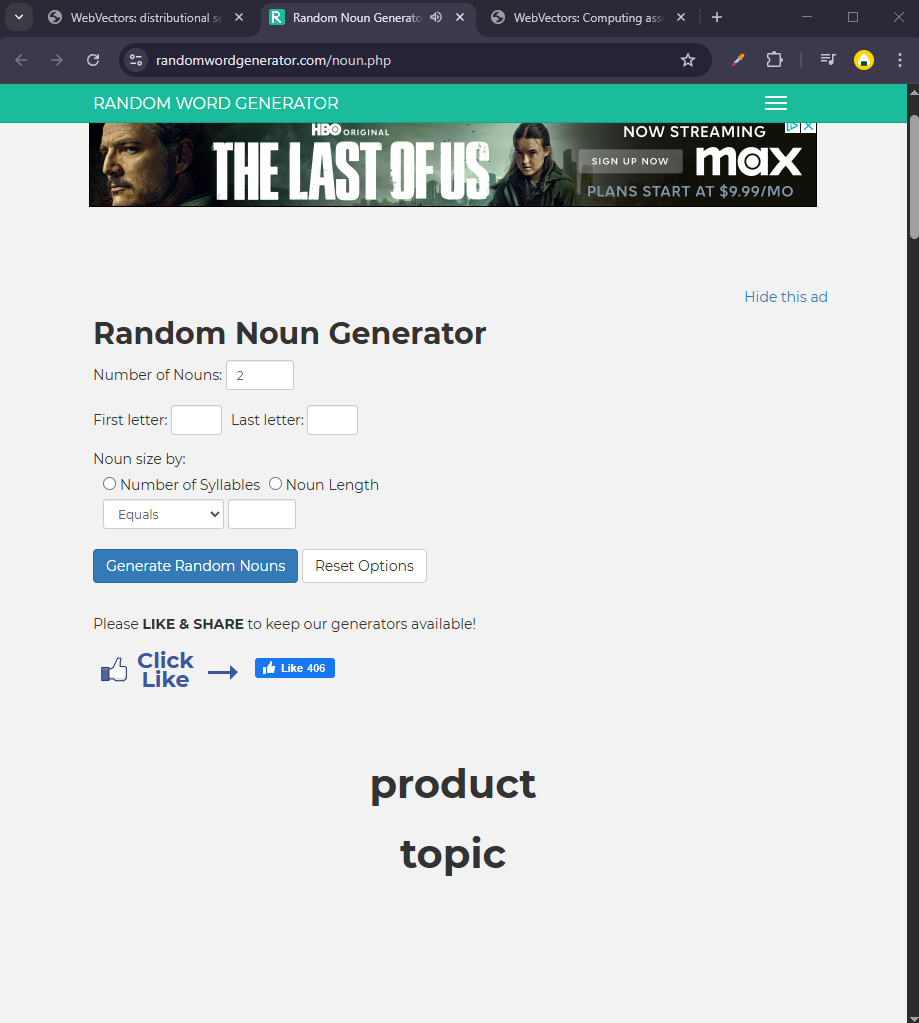 WebVectors: distributional se
Random Noun Generato
WebVectors: Computing ass
randomwordgenerator.com/noun.php
RANDOM WORD GENERATOR
HBO ORIGINAL
THE LAST OF US
NOW STREAMING
SIGN UP NOW
max
PLANS START AT $9.99/MO
Hide this ad
Random Noun Generator
Number of Nouns: 2
First letter: Last letter:
Noun size by:
Number of Syllables Noun Length
Equals
Generate Random Nouns Reset Options
Please LIKE & SHARE to keep our generators available!
Click
Like
Like 406
product
topic